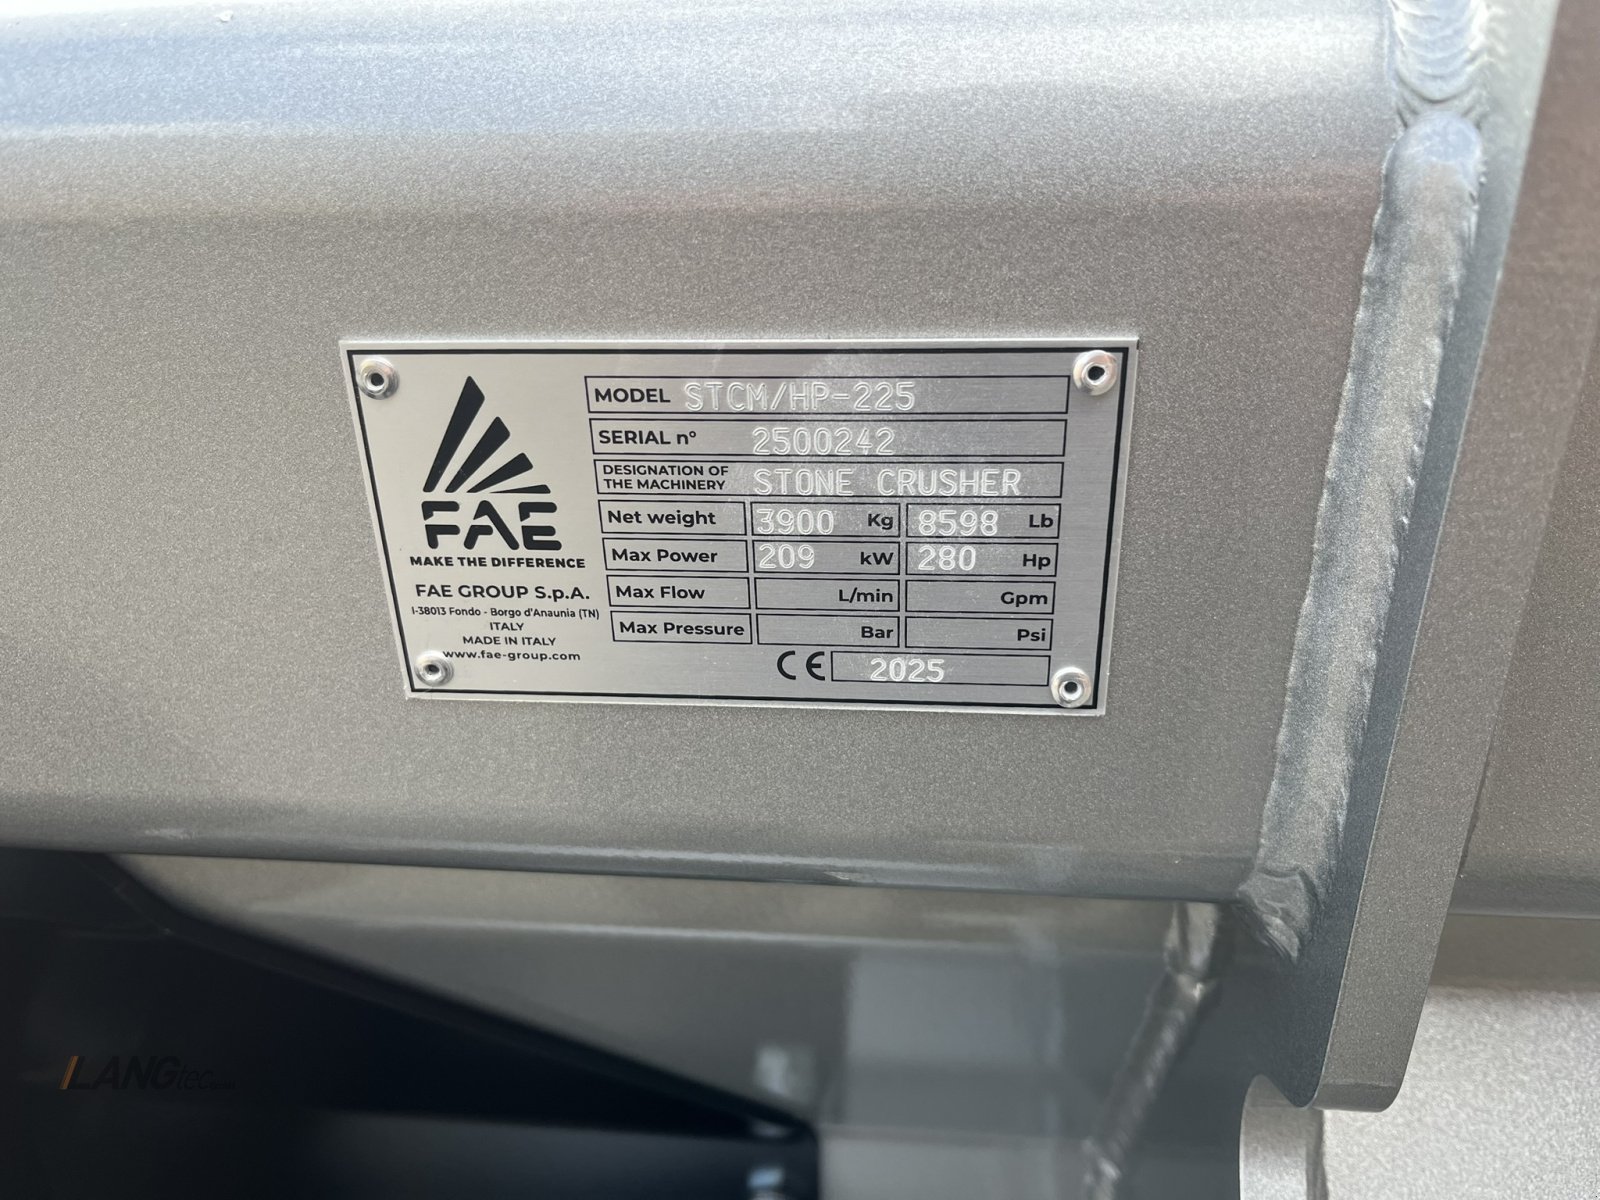 FAE
MAKE THE DIFFERENCE
FAE GROUP S.p.A.
I-38013 Fondo - Borgo d'Anaunia (TN)
ITALY
MADE IN ITALY
www.fae-group.com
MODEL STCM/HP-225
SERIAL n° 2500242
DESIGNATION OF
THE MACHINERY STONE CRUSHER
Net weight 3900 Kg 8598 Lb
Max Power 209 kW 280 Hp
Max Flow L/min Gpm
Max Pressure Bar Psi
CE 2025
LANGtec